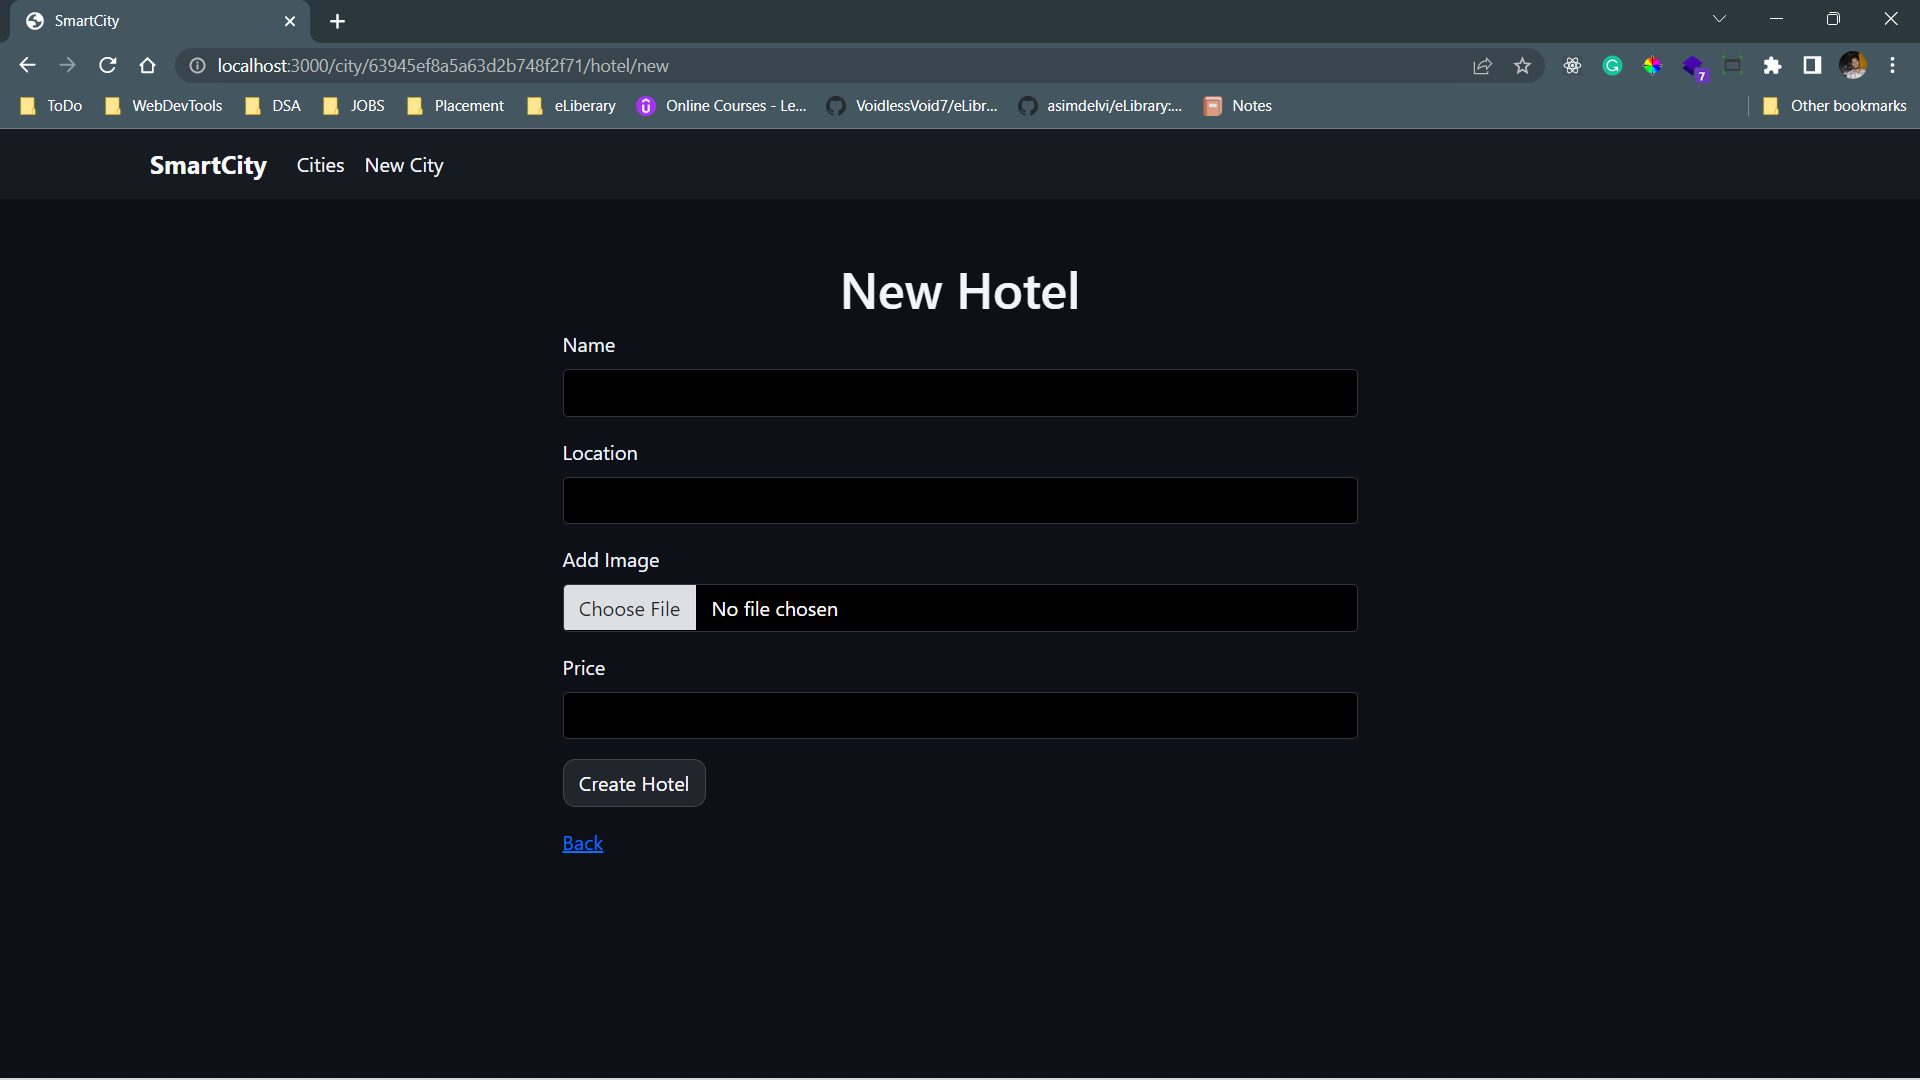 SmartCity
localhost:3000/city/63945ef8a5a63d2b748f2f71/hotel/new
G
7
ToDo WebDevTools DSA JOBS Placement eLiberary Online Courses - Le... VoidlessVoid7/eLibr... asimdelvi/eLibrary:... Notes Other bookmarks
SmartCity Cities New City
New Hotel
Name
Location
Add Image
Choose File No file chosen
Price
Create Hotel
Back